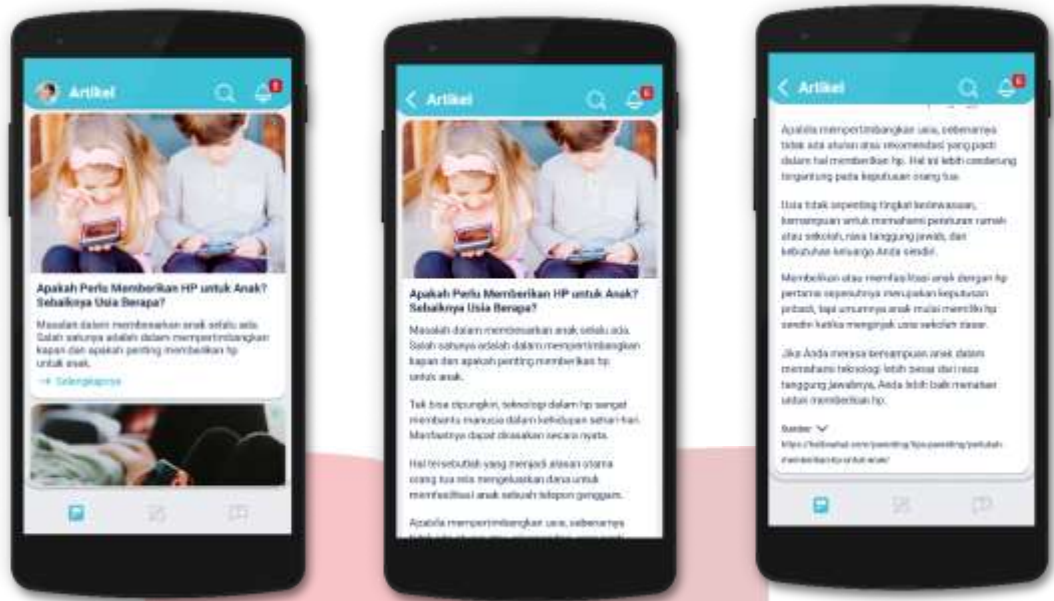 Artikel
Apakah Perlu Memberikan HP untuk Anak?
Sebaiknya Usia Berapa?
Masalah dalam membesarkan anak selalu ada.
Salah satunya adalah dalam mempertimbangkan
kapan dan apakah penting memberikan hp
untuk anak.
Selengkapnya
Artikel
6
Apakah Perlu Memberikan HP untuk Anak?
Sebaiknya Usia Berapa?
Masalah dalam membesarkan anak selalu ada.
Salah satunya adalah dalam mempertimbangkan
kapan dan apakah penting memberikan hp
untuk anak.
Tak bisa dipungkiri, teknologi dalam hp sangat
membantu manusia dalam kehidupan sehari-hari.
Manfaatnya dapat dirasakan secara nyata.
Hal tersebutlah yang menjadi alasan utama
orang tua rela mengeluarkan dana untuk
memfasilitasi anak sebuah telepon genggam.
Apabila mempertimbangkan usia, sebenarnya
Artikel
6
Apabila mempertimbangkan usia, sebenarnya
tidak ada aturan atau rekomendasi yang pasti
dalam hal memberikan hp. Hal ini lebih cenderung
tergantung pada keputusan orang tua.
Usia tidak sepenting tingkat kedewasaan,
kemampuan untuk memahami peraturan rumah
atau sekolah, rasa tanggung jawab, dan
kebutuhan keluarga Anda sendiri.
Membelikan atau memfasilitasi anak dengan hp
pertama sepenuhnya merupakan keputusan
pribadi, tapi umumnya anak mulai memiliki hp
sendiri ketika menginjak usia sekolah dasar.
Jika Anda merasa kemampuan anak dalam
memahami teknologi lebih besar dari rasa
tanggung jawabnya, Anda lebih baik menahan
untuk memberikan hp.
Sumber